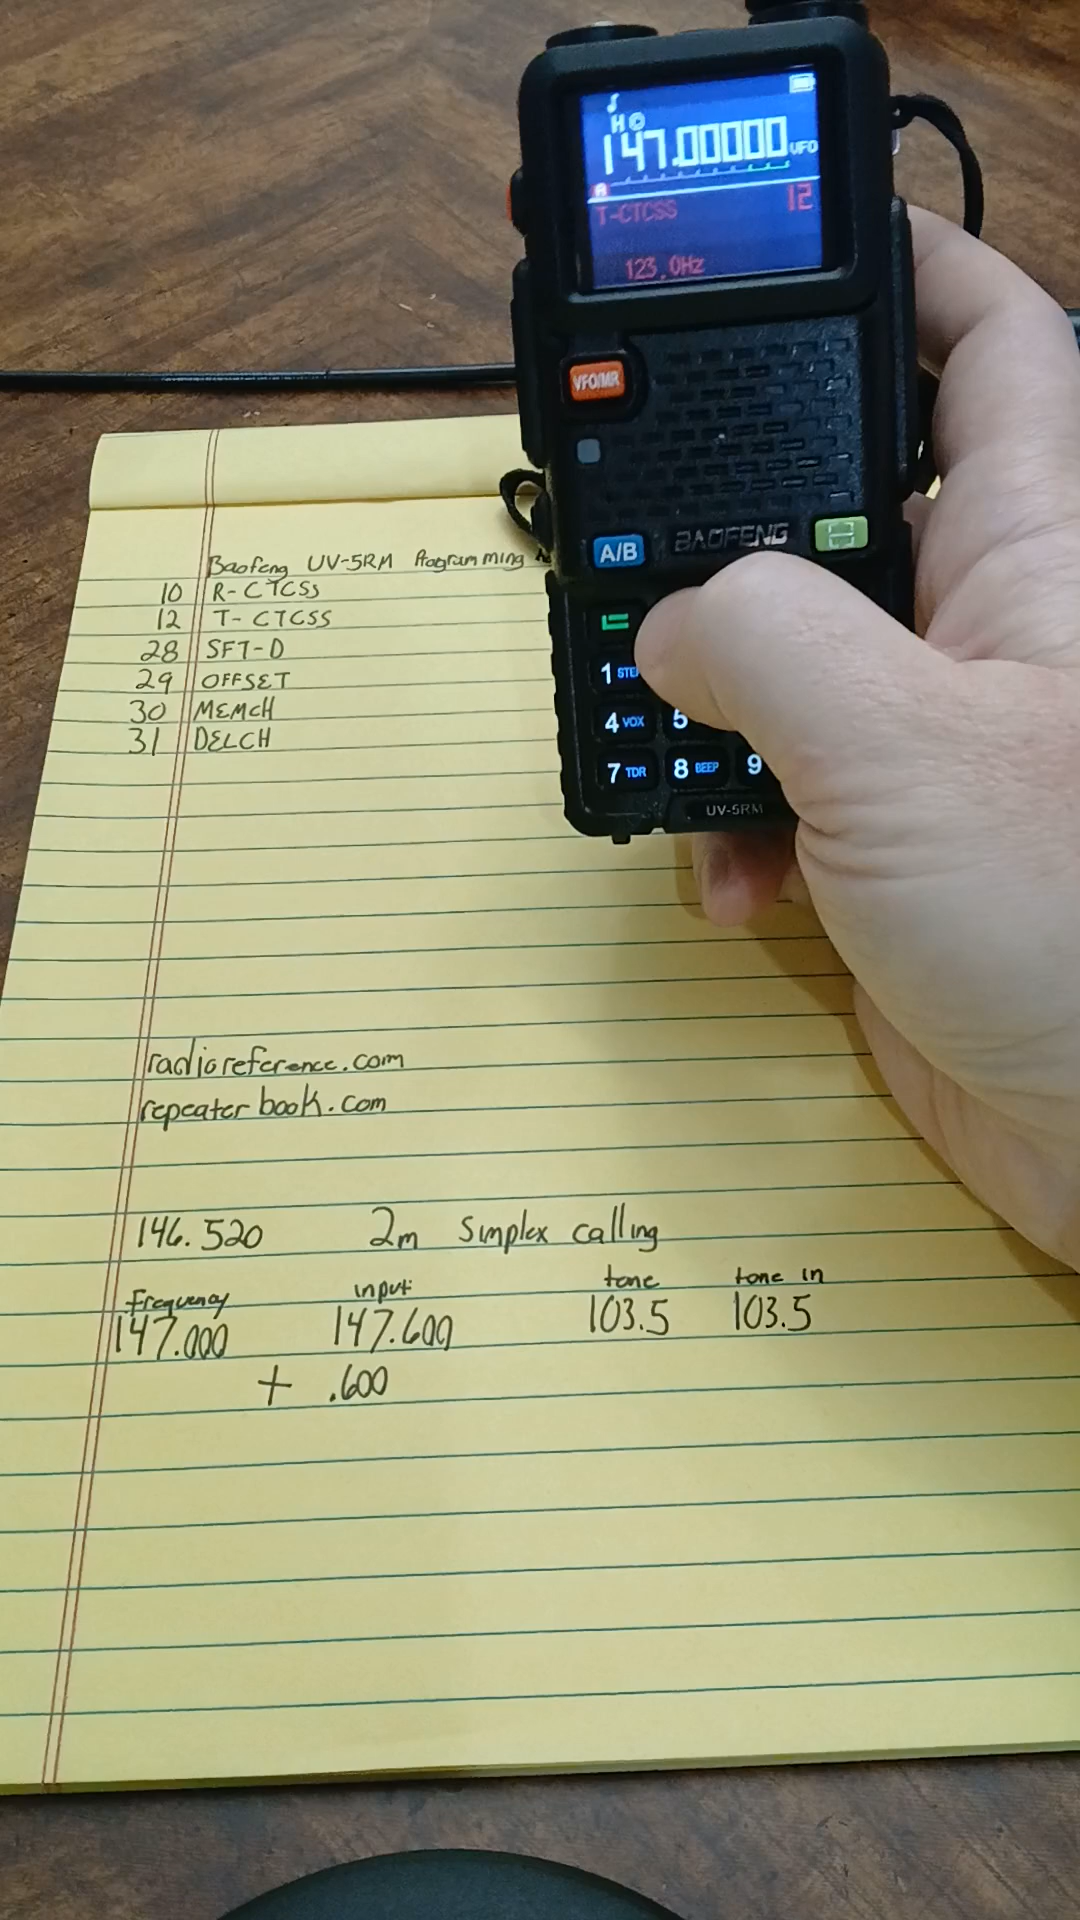 H
147.00000 VFO
A
T-CTCSS 12
123.0Hz
VFO/MR
A/B BAOFENG
1
4 VOX 5
7 TDR 8 BEEP 9
UV-5RM
Baofeng UV-5RM Programming
10 R-CTCSS
12 T-CTCSS
28 SFT-D
29 OFFSET
30 MEMCH
31 DELCH
radioreference.com
repeaterbook.com
146.520 2m Simplex calling
frequency input tone tone in
147.000 147.600 103.5 103.5
+ .600